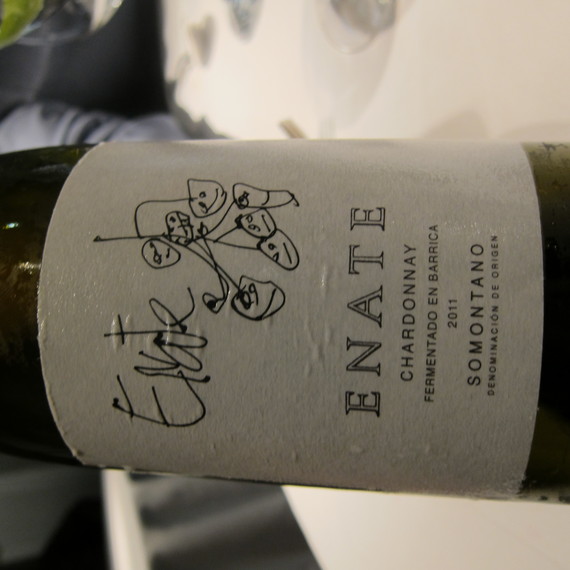 ENATE
CHARDONNAY
FERMENTADO EN BARRICA
2011
SOMONTANO
DENOMINACIÓN DE ORIGEN